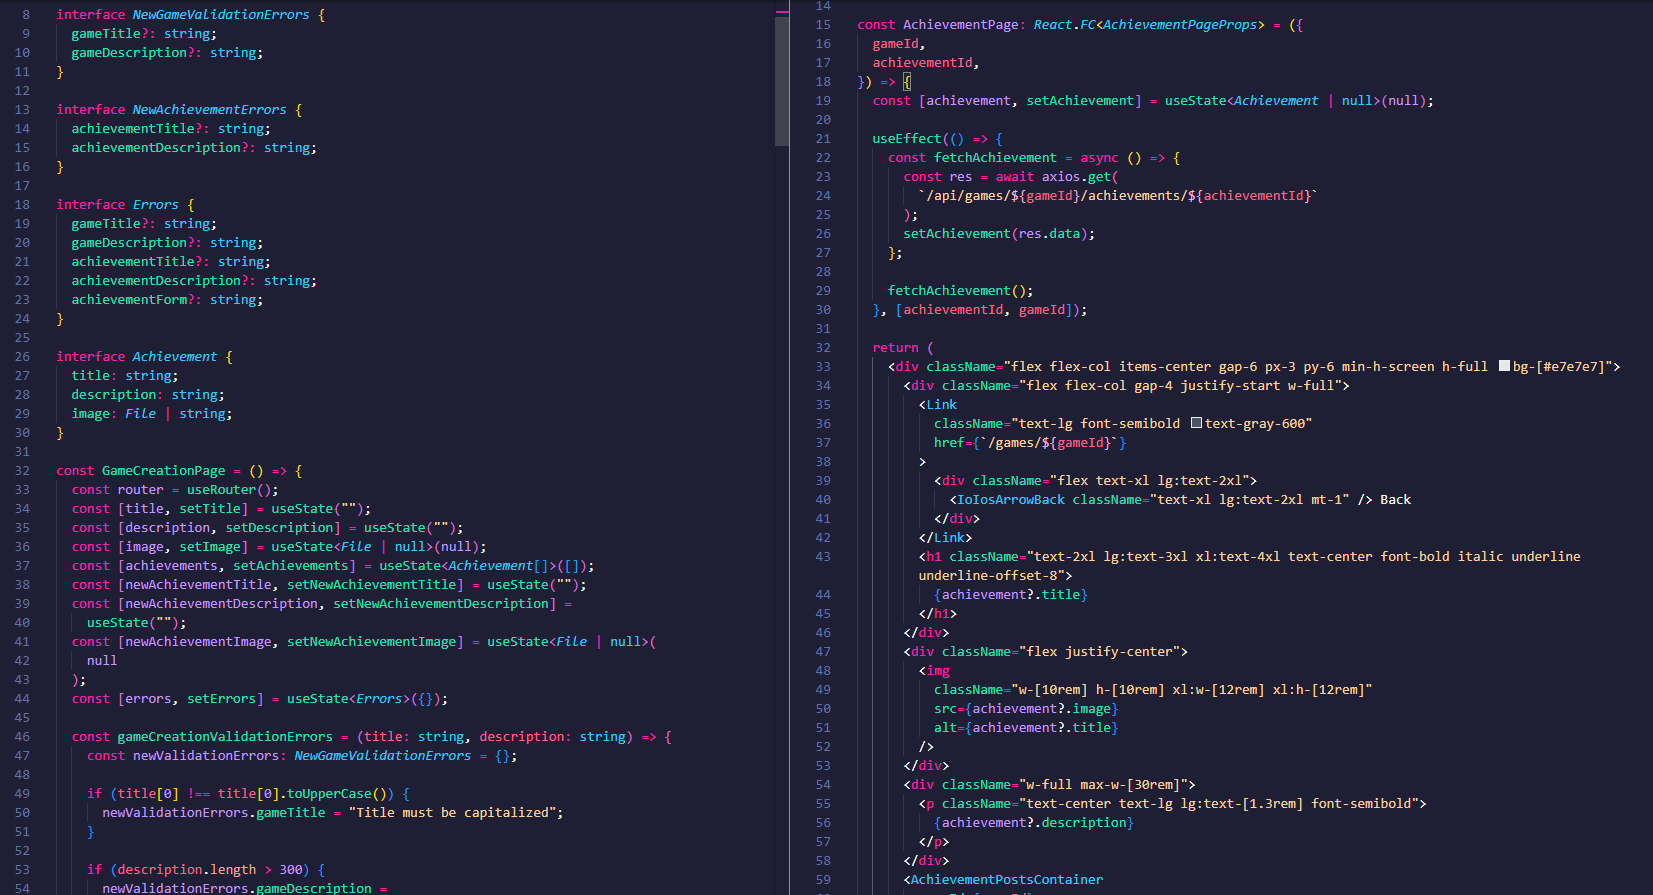 8 interface NewGameValidationErrors {
9 gameTitle?: string;
10 gameDescription?: string;
11 }
12
13 interface NewAchievementErrors {
14 achievementTitle?: string;
15 achievementDescription?: string;
16 }
17
18 interface Errors {
19 gameTitle?: string;
20 gameDescription?: string;
21 achievementTitle?: string;
22 achievementDescription?: string;
23 achievementForm?: string;
24 }
25
26 interface Achievement {
27 title: string;
28 description: string;
29 image: File | string;
30 }
31
32 const GameCreationPage = () => {
33 const router = useRouter();
34 const [title, setTitle] = useState("");
35 const [description, setDescription] = useState("");
36 const [image, setImage] = useState<File | null>(null);
37 const [achievements, setAchievements] = useState<Achievement[]>([]);
38 const [newAchievementTitle, setNewAchievementTitle] = useState("");
39 const [newAchievementDescription, setNewAchievementDescription] =
40 useState("");
41 const [newAchievementImage, setNewAchievementImage] = useState<File | null>(
42 null
43 );
44 const [errors, setErrors] = useState<Errors>({});
45
46 const gameCreationValidationErrors = (title: string, description: string) => {
47 const newValidationErrors: NewGameValidationErrors = {};
48
49 if (title[0] !== title[0].toUpperCase()) {
50 newValidationErrors.gameTitle = "Title must be capitalized";
51 }
52
53 if (description.length > 300) {
54 newValidationErrors.gameDescription =
14
15 const AchievementPage: React.FC<AchievementPageProps> = ({
16 gameId,
17 achievementId,
18 }) => {
19 const [achievement, setAchievement] = useState<Achievement | null>(null);
20
21 useEffect(() => {
22 const fetchAchievement = async () => {
23 const res = await axios.get(
24 `/api/games/${gameId}/achievements/${achievementId}`
25 );
26 setAchievement(res.data);
27 };
28
29 fetchAchievement();
30 }, [achievementId, gameId]);
31
32 return (
33 <div className="flex flex-col items-center gap-6 px-3 py-6 min-h-screen h-full bg-[#e7e7e7]">
34 <div className="flex flex-col gap-4 justify-start w-full">
35 <Link
36 className="text-lg font-semibold text-gray-600"
37 href={`/games/${gameId}`}
38 >
39 <div className="flex text-xl lg:text-2xl">
40 <IoIosArrowBack className="text-xl lg:text-2xl mt-1" /> Back
41 </div>
42 </Link>
43 <h1 className="text-2xl lg:text-3xl xl:text-4xl text-center font-bold italic underline
underline-offset-8">
44 {achievement?.title}
45 </h1>
46 </div>
47 <div className="flex justify-center">
48 <img
49 className="w-[10rem] h-[10rem] xl:w-[12rem] xl:h-[12rem]"
50 src={achievement?.image}
51 alt={achievement?.title}
52 />
53 </div>
54 <div className="w-full max-w-[30rem]">
55 <p className="text-center text-lg lg:text-[1.3rem] font-semibold">
56 {achievement?.description}
57 </p>
58 </div>
59 <AchievementPostsContainer